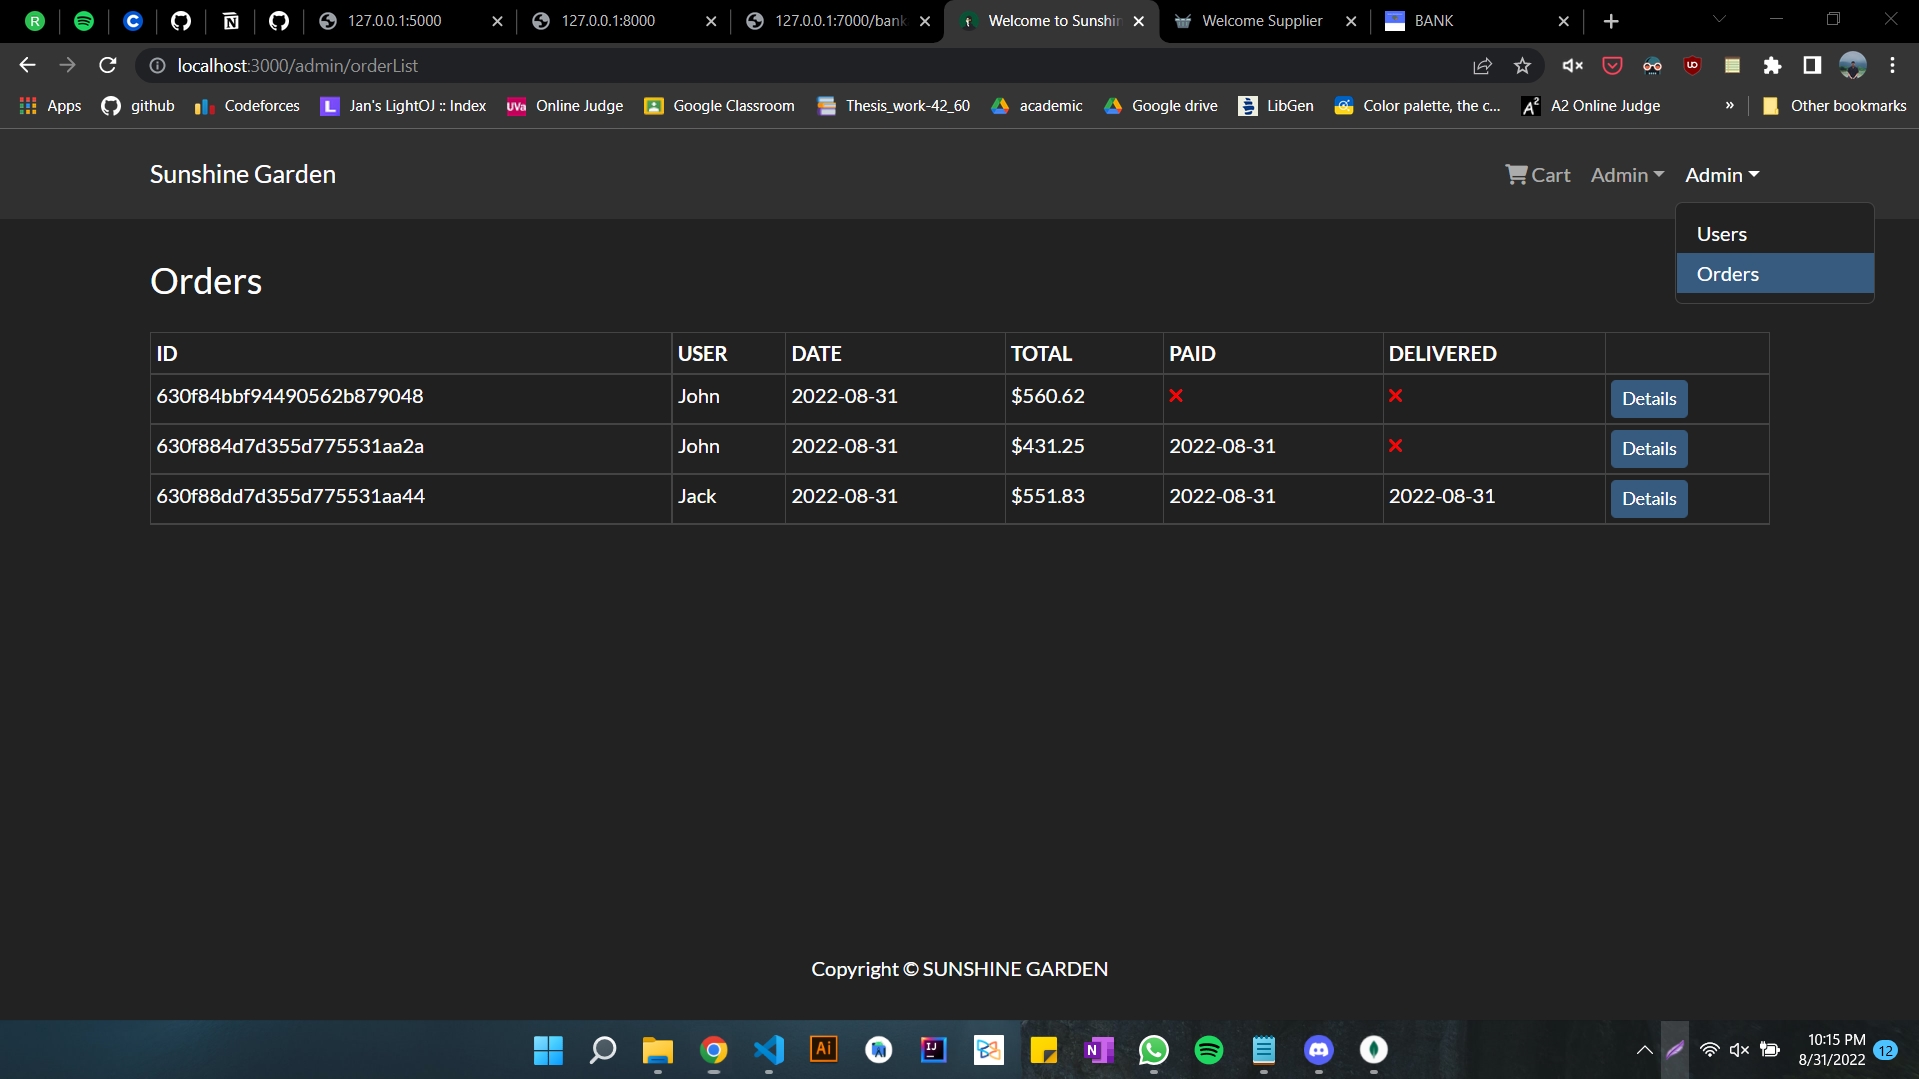 127.0.0.1:5000
127.0.0.1:8000
127.0.0.1:7000/bank
Welcome to Sunshin
Welcome Supplier
BANK
localhost:3000/admin/orderList
Apps
github
Codeforces
Jan's LightOJ :: Index
Online Judge
Google Classroom
Thesis_work-42_60
academic
Google drive
LibGen
Color palette, the c...
A2 Online Judge
»
Other bookmarks
Sunshine Garden
Cart
Admin
Admin
Users
Orders
Orders
ID USER DATE TOTAL PAID DELIVERED
630f84bbf94490562b879048 John 2022-08-31 $560.62 Details
630f884d7d355d775531aa2a John 2022-08-31 $431.25 2022-08-31 Details
630f88dd7d355d775531aa44 Jack 2022-08-31 $551.83 2022-08-31 2022-08-31 Details
Copyright © SUNSHINE GARDEN
10:15 PM
8/31/2022
12